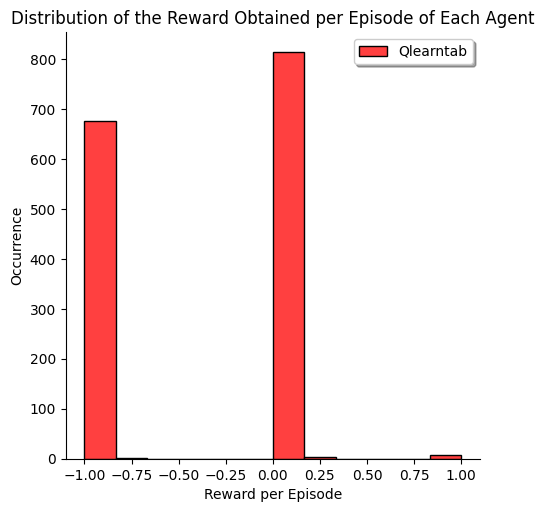 Distribution of the Reward Obtained per Episode of Each Agent
Qlearntab
800
700
600
500
400
300
200
100
0
Occurrence
−1.00 −0.75 −0.50 −0.25 0.00 0.25 0.50 0.75 1.00
Reward per Episode